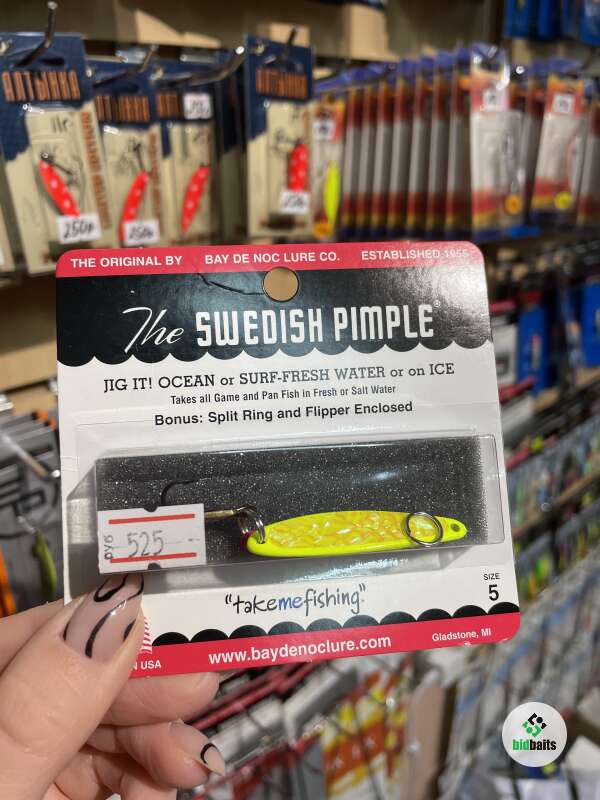 250р
250р
THE ORIGINAL BY BAY DE NOC LURE CO. ESTABLISHED 1955
The SWEDISH PIMPLE®
JIG IT! OCEAN or SURF-FRESH WATER or on ICE
Takes all Game and Pan Fish in Fresh or Salt Water
Bonus: Split Ring and Flipper Enclosed
руб
525
"takemefishing"
SIZE
5
N USA
www.baydenoclure.com
Gladstone, MI
bidbaits